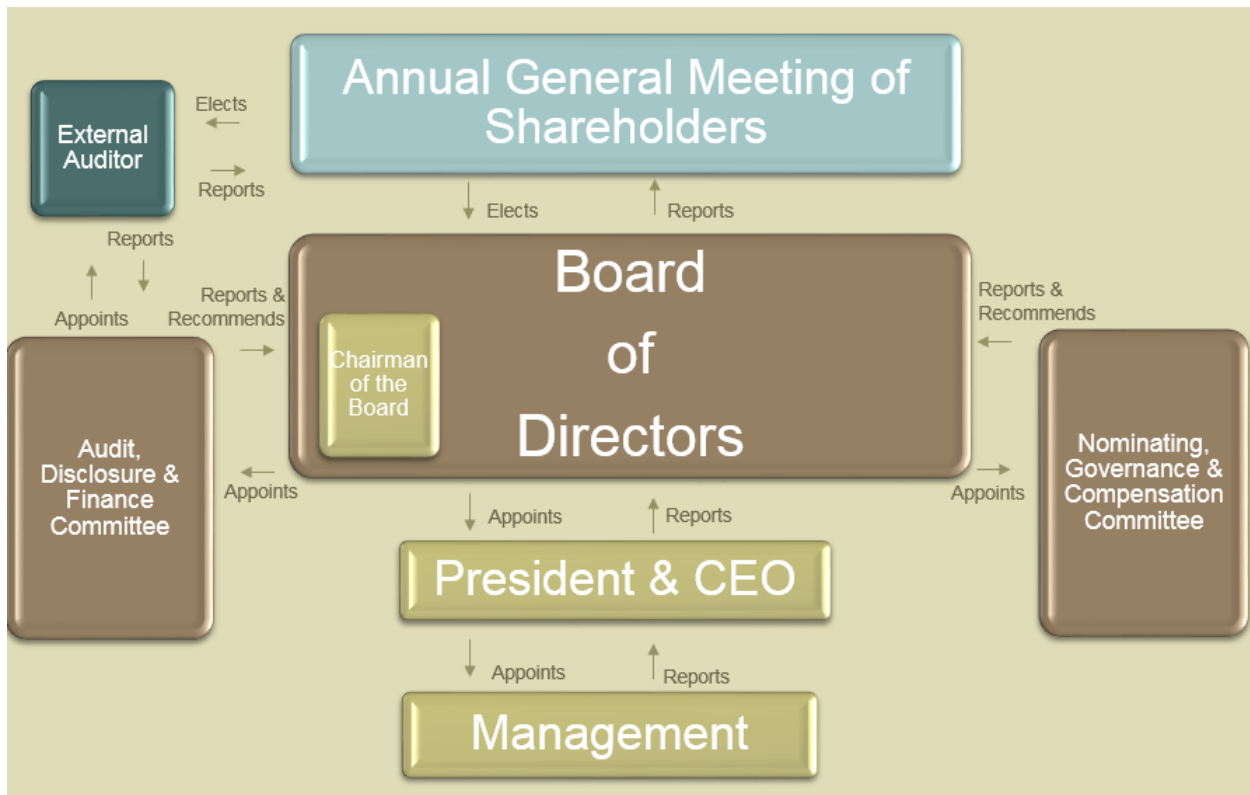 Annual General Meeting of
Shareholders
External
Auditor
Elects
Reports
Elects
Reports
Reports
Appoints
Board
of
Directors
Chairman
of the
Board
Reports &
Recommends
Reports &
Recommends
Audit,
Disclosure &
Finance
Committee
Nominating,
Governance &
Compensation
Committee
Appoints
Appoints
Appoints
Reports
President & CEO
Appoints
Reports
Management